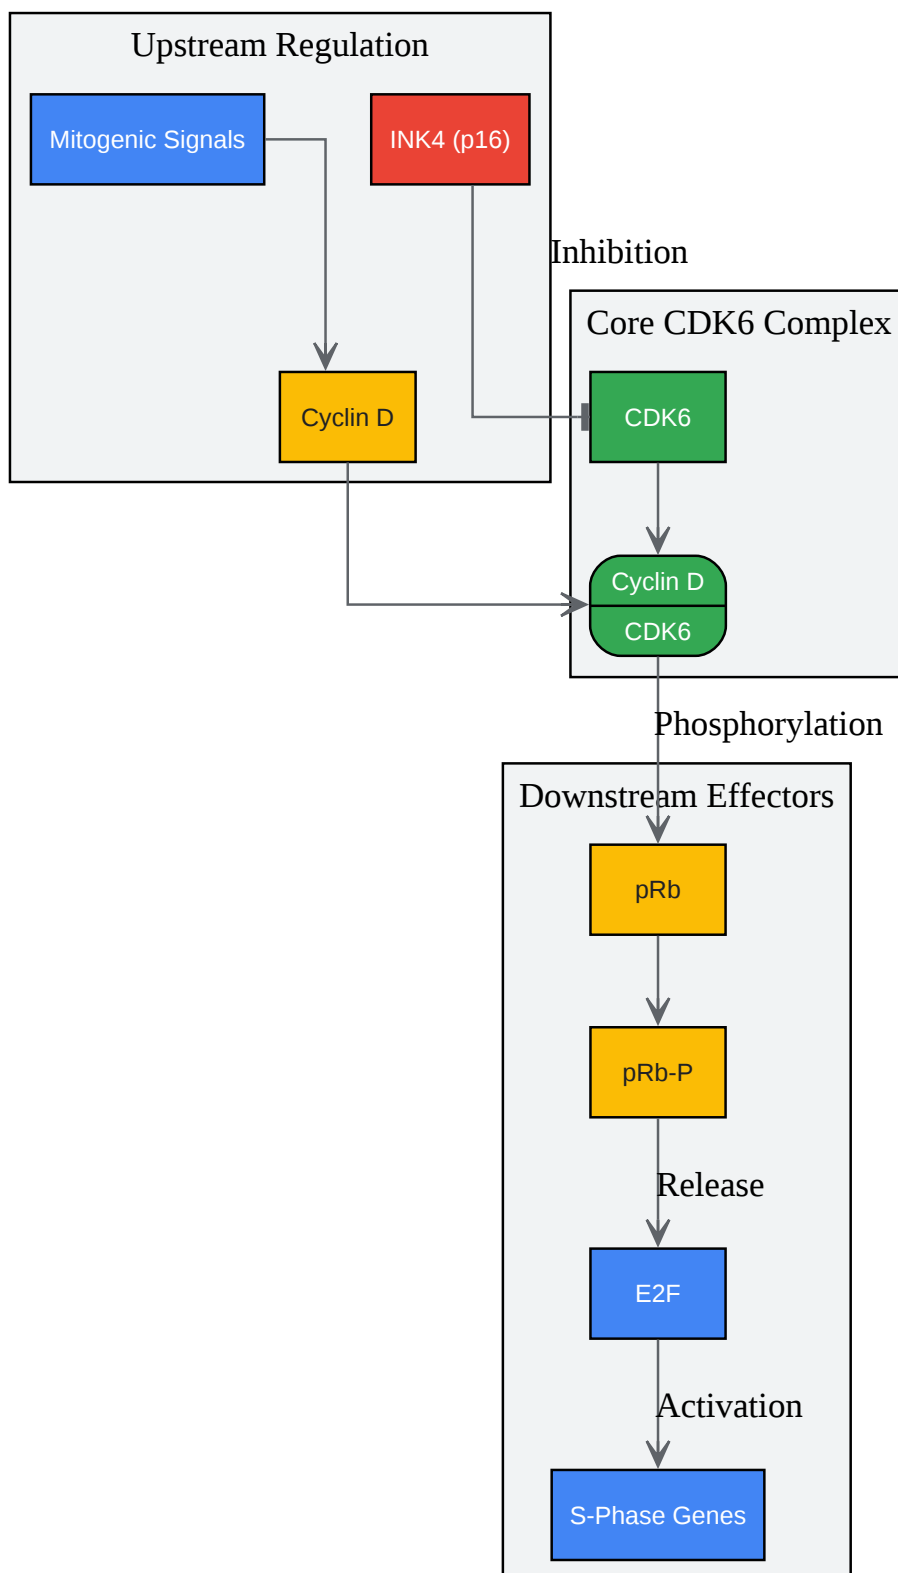 Upstream Regulation
Mitogenic Signals
INK4 (p16)
Inhibition
Core CDK6 Complex
Cyclin D
CDK6
Cyclin D
CDK6
Phosphorylation
Downstream Effectors
pRb
pRb-P
Release
E2F
Activation
S-Phase Genes